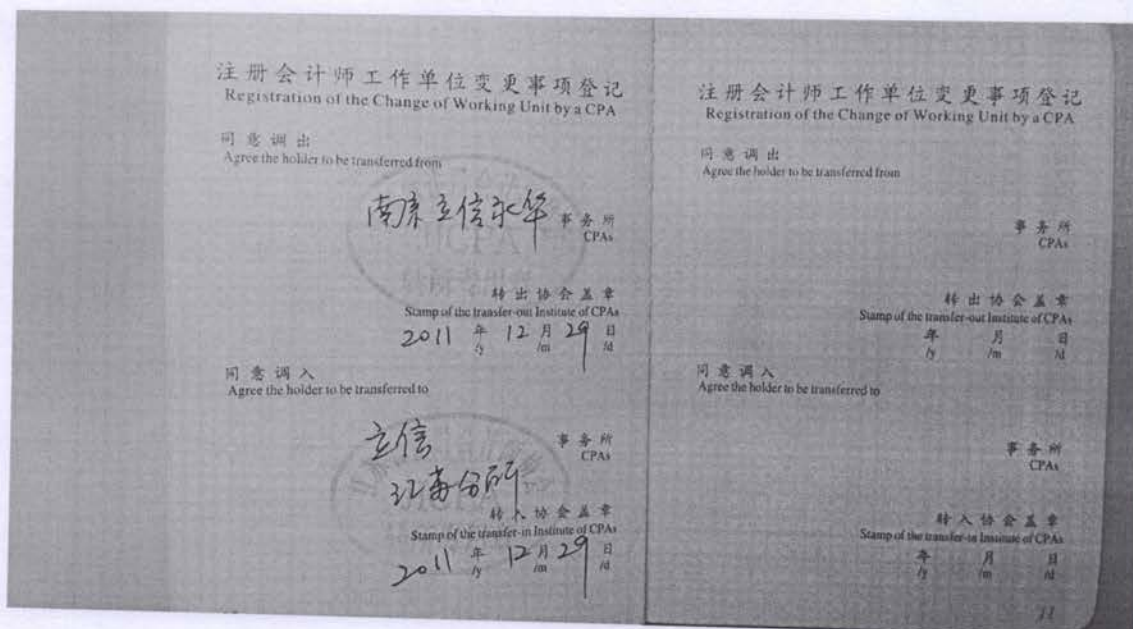 注册会计师工作单位变更事项登记
Registration of the Change of Working Unit by a CPA
同意调出
Agree the holder to be transferred from
南京立信永华 事务所
CPAs
转出协会盖章
Stamp of the transfer-out Institute of CPAs
2011 年 12 月 29 日
/y /m /d
同意调入
Agree the holder to be transferred to
立信 事务所
CPAs
江苏分所
转入协会盖章
Stamp of the transfer-in Institute of CPAs
2011 年 12 月 29 日
/y /m /d
注册会计师工作单位变更事项登记
Registration of the Change of Working Unit by a CPA
同意调出
Agree the holder to be transferred from
事务所
CPAs
转出协会盖章
Stamp of the transfer-out Institute of CPAs
年 月 日
/y /m /d
同意调入
Agree the holder to be transferred to
事务所
CPAs
转入协会盖章
Stamp of the transfer-in Institute of CPAs
年 月 日
/y /m /d
11